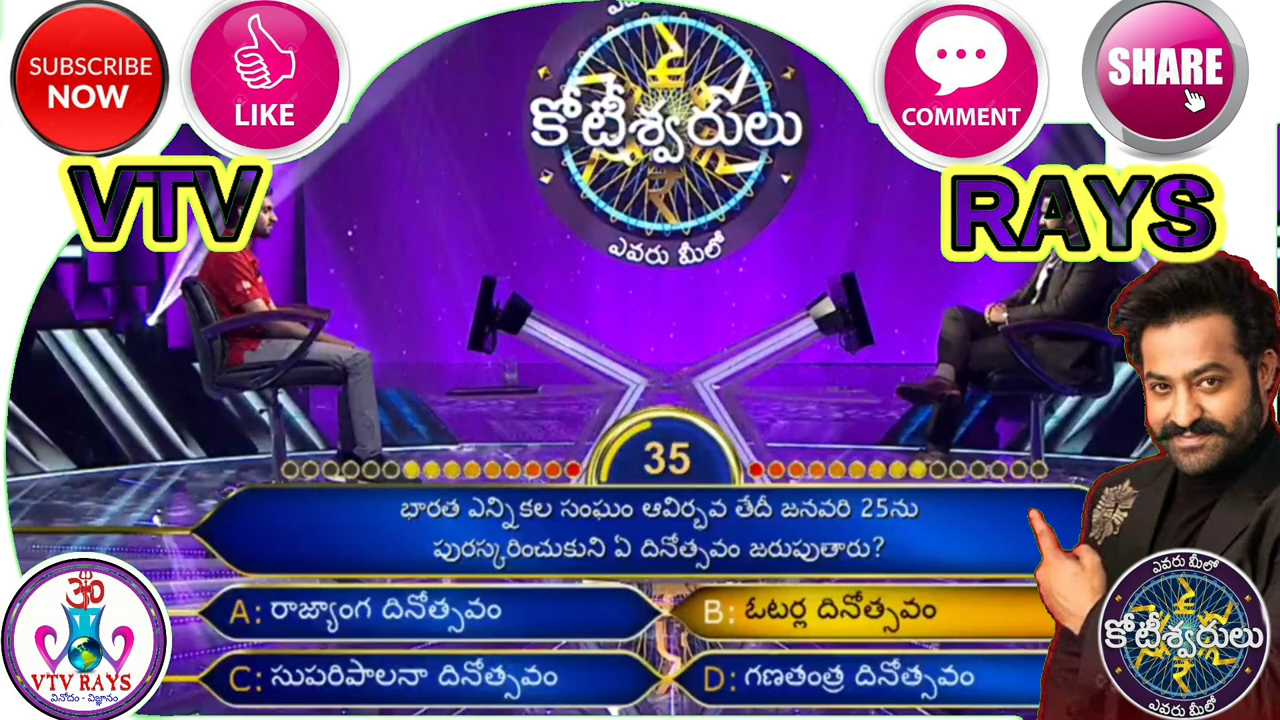 SUBSCRIBE
NOW
LIKE
COMMENT
SHARE
VTV
RAYS
కోటీశ్వరులు
ఎవరు మీలో
35
భారత ఎన్నికల సంఘం ఆవిర్భవ తేదీ జనవరి 25ను
పురస్కరించుకుని ఏ దినోత్సవం జరుపుతారు?
A: రాజ్యాంగ దినోత్సవం
B: ఓటర్ల దినోత్సవం
C: సుపరిపాలనా దినోత్సవం
D: గణతంత్ర దినోత్సవం
VTV RAYS
వినోదం - విజ్ఞానం
ఎవరు మీలో
కోటీశ్వరులు
ఎవరు మీలో